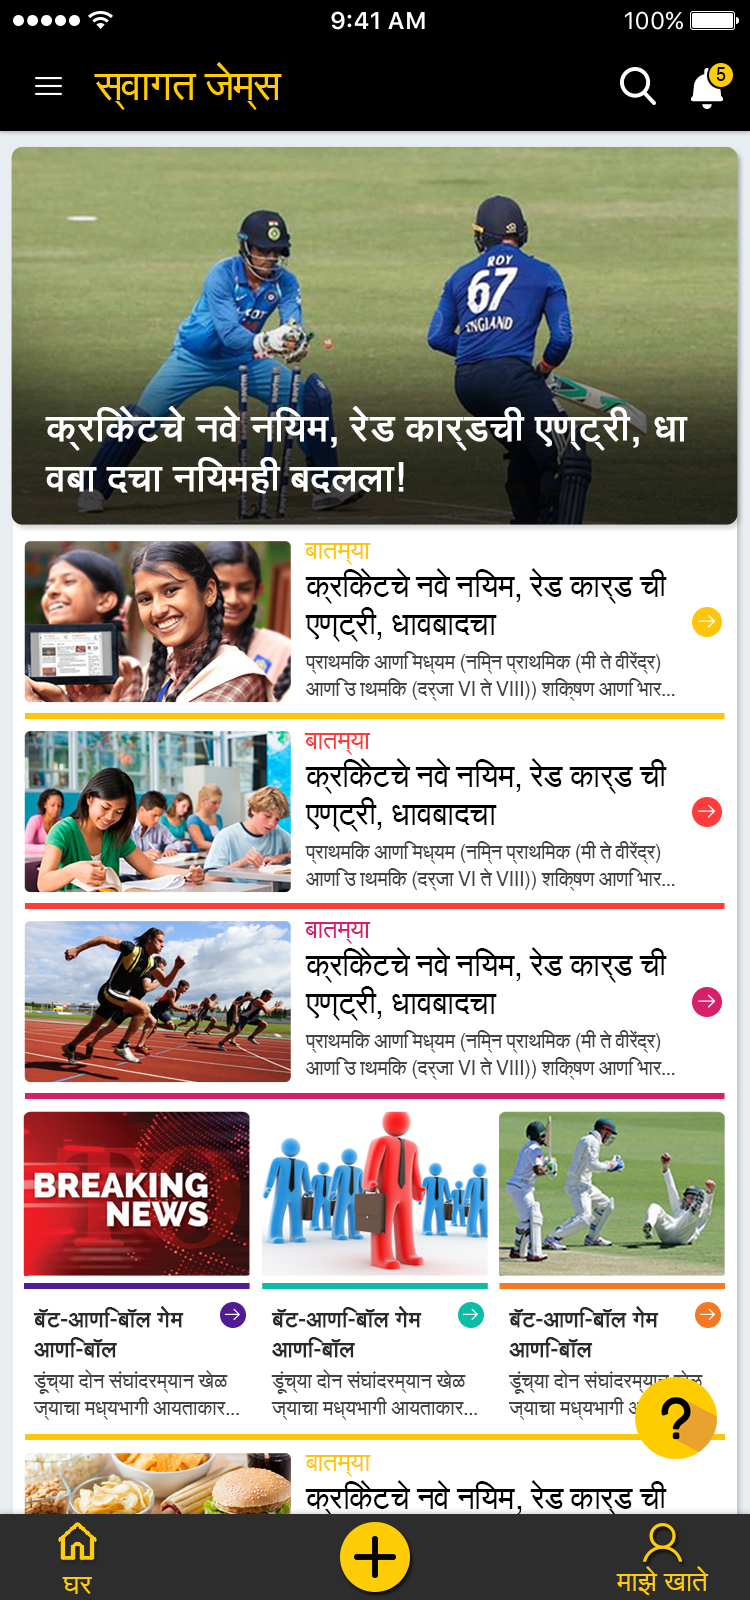 9:41 AM
100%
स्वागत जेम्स
5
ROY
67
ENGLAND
क्रिकेटचे नवे नियम, रेड कार्डची एण्ट्री, धा
वबा दचा नियमही बदलला!
बातम्या
क्रिकेटचे नवे नियम, रेड कार्ड ची
एण्ट्री, धावबादचा
प्राथमिक आणि मध्यम (निम्न प्राथमिक (मी ते वीरेंद्र)
आणि उ ाथमिक (दर्जा VI ते VIII)) शिक्षण आणि भार...
बातम्या
क्रिकेटचे नवे नियम, रेड कार्ड ची
एण्ट्री, धावबादचा
प्राथमिक आणि मध्यम (निम्न प्राथमिक (मी ते वीरेंद्र)
आणि उ ाथमिक (दर्जा VI ते VIII)) शिक्षण आणि भार...
बातम्या
क्रिकेटचे नवे नियम, रेड कार्ड ची
एण्ट्री, धावबादचा
प्राथमिक आणि मध्यम (निम्न प्राथमिक (मी ते वीरेंद्र)
आणि उ ाथमिक (दर्जा VI ते VIII)) शिक्षण आणि भार...
BREAKING
NEWS
बॅट-आणि-बॉल गेम
आणि-बॉल
डूंच्या दोन संघांदरम्यान खेळ
ज्याचा मध्यभागी आयताकार...
बॅट-आणि-बॉल गेम
आणि-बॉल
डूंच्या दोन संघांदरम्यान खेळ
ज्याचा मध्यभागी आयताकार...
बॅट-आणि-बॉल गेम
आणि-बॉल
डूंच्या दोन संघांदरम्यान खेळ
ज्याचा मध्यभागी
?
बातम्या
क्रिकेटचे नवे नियम, रेड कार्ड ची
घर
माझे खाते